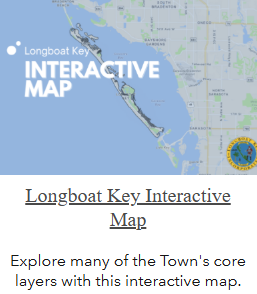 Longboat Key
INTERACTIVE
MAP
Longboat Key Interactive
Map
Explore many of the Town's core
layers with this interactive map.